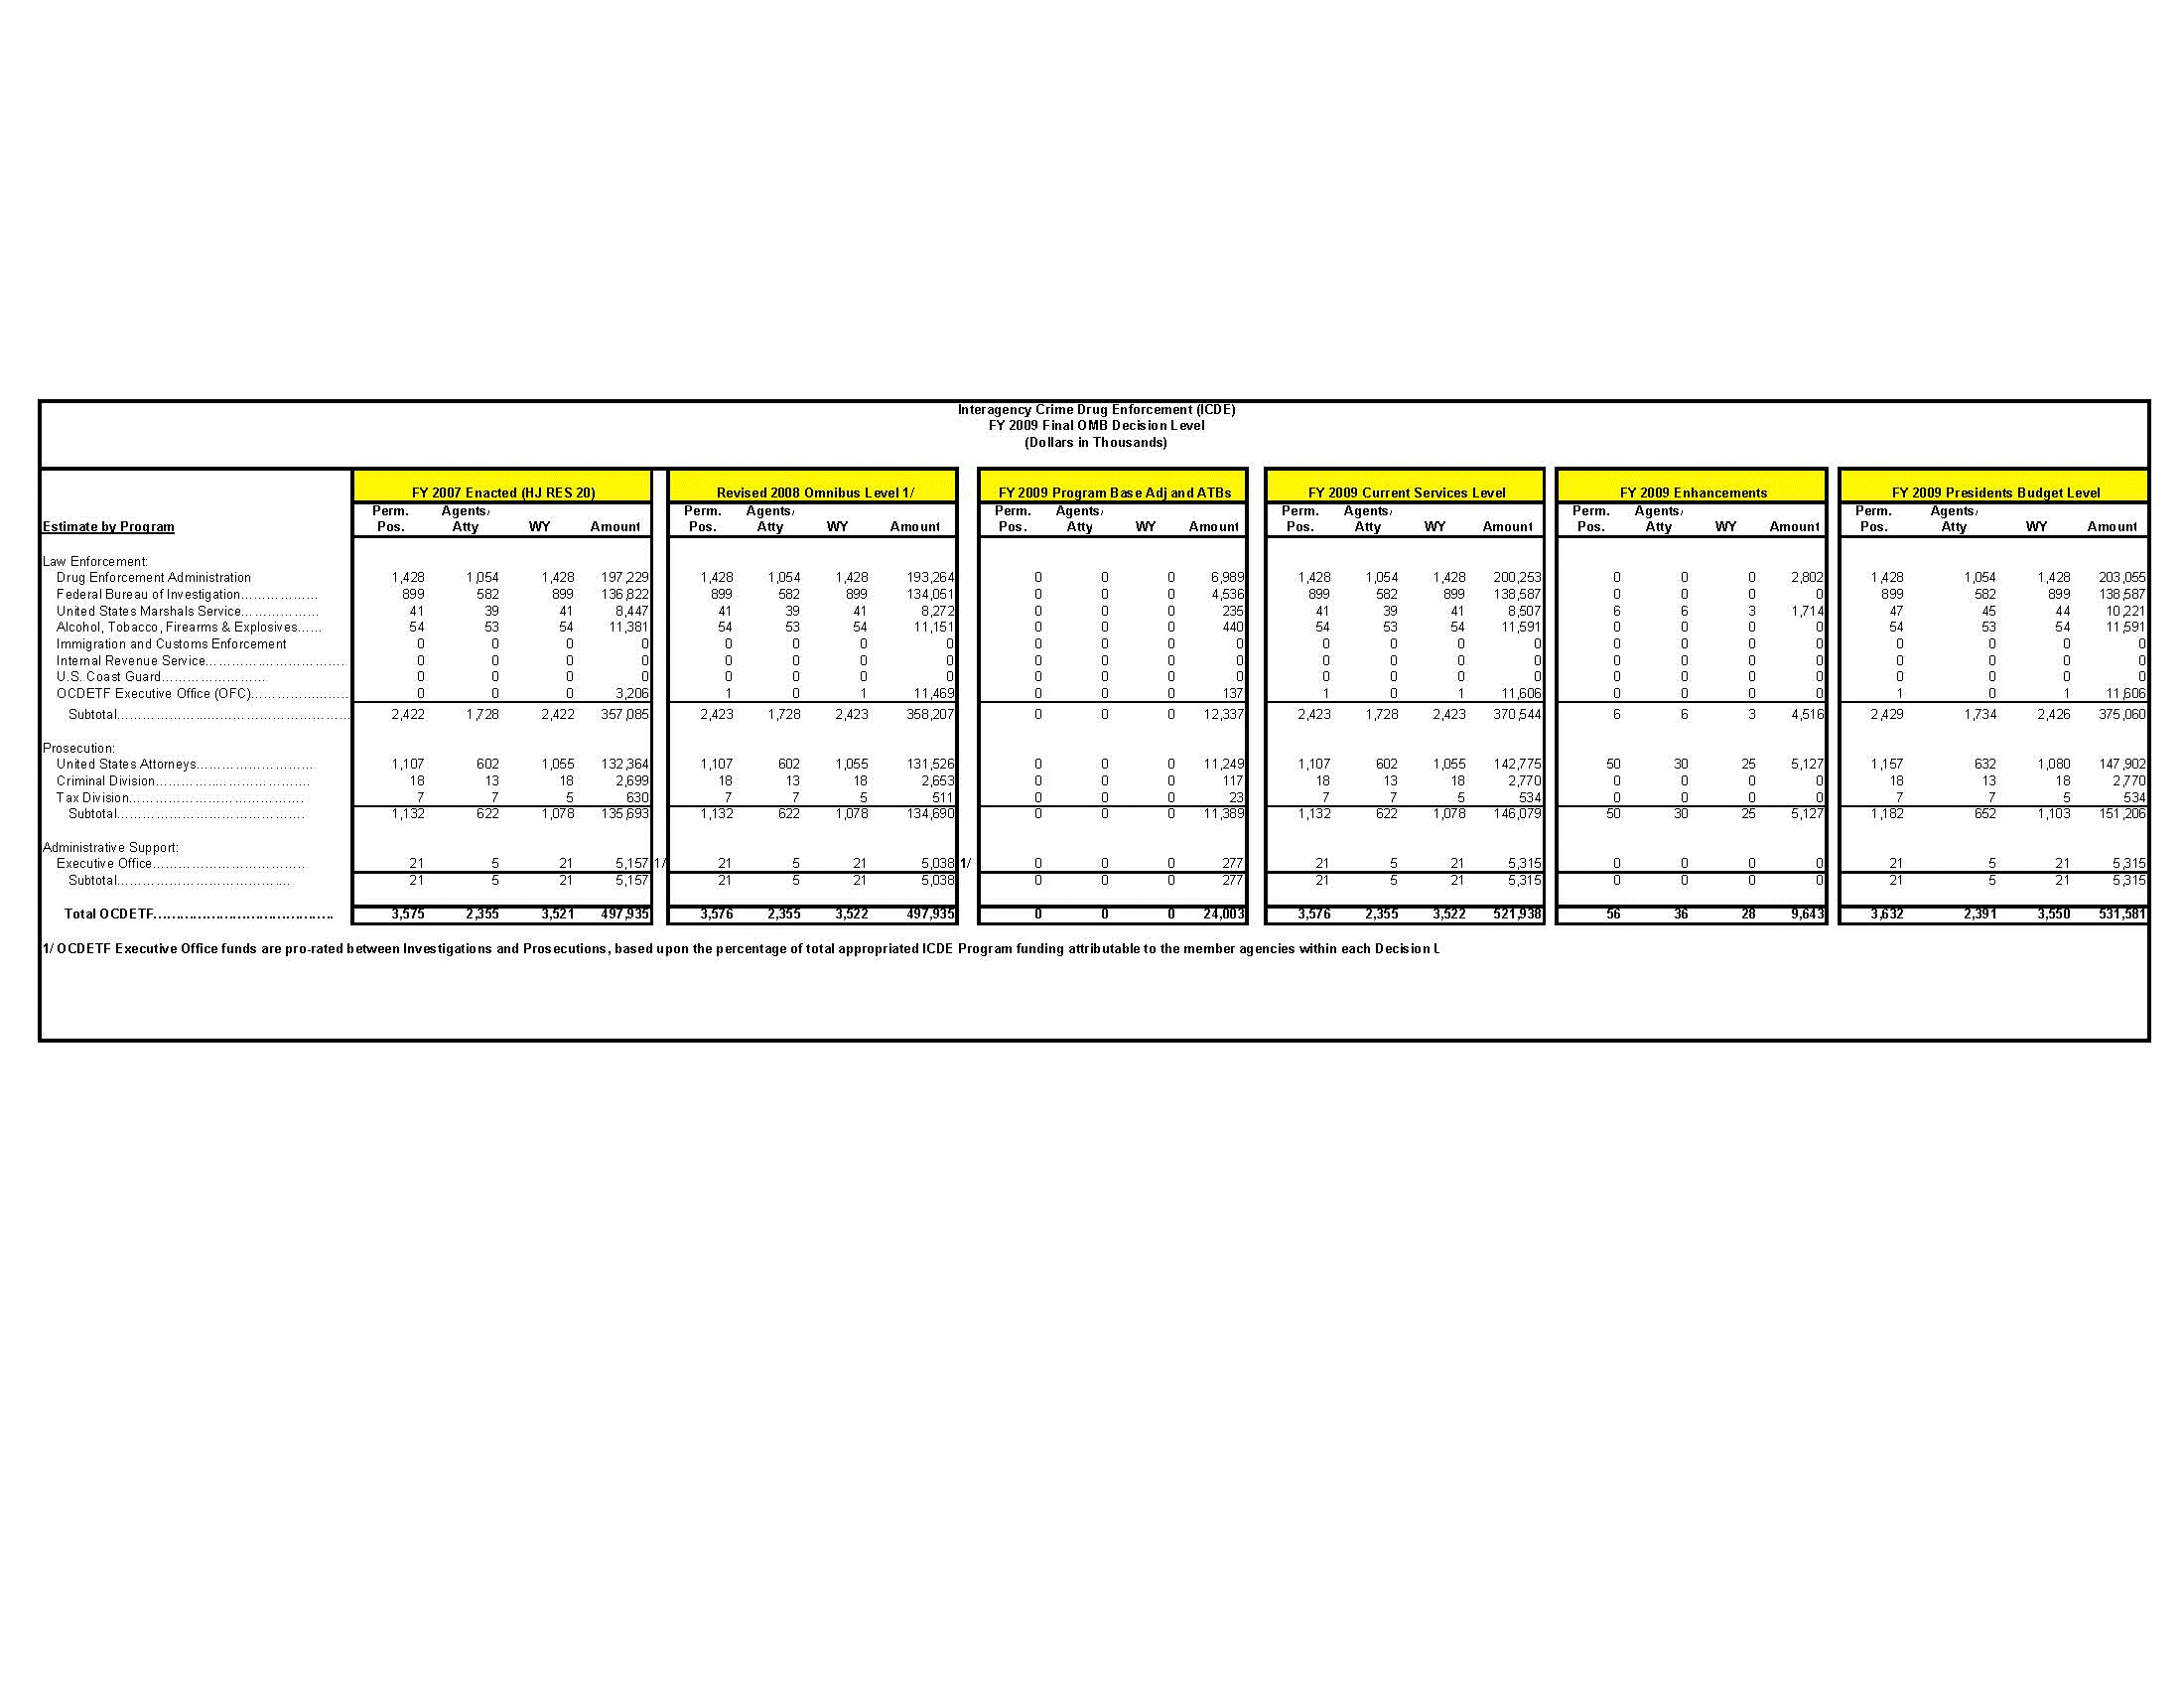 Interagency Crime Drug Enforcement (ICDE)
FY 2009 Final OMB Decision Level
(Dollars in Thousands)
FY 2007 Enacted (HJ RES 20) Revised 2008 Omnibus Level 1/ FY 2009 Program Base Adj and ATBs FY 2009 Current Services Level FY 2009 Enhancements FY 2009 Presidents Budget Level
Perm. Agents/ Perm. Agents/ Perm. Agents/ Perm. Agents/ Perm. Agents/ Perm. Agents/
Estimate by Program Pos. Atty WY Amount Pos. Atty WY Amount Pos. Atty WY Amount Pos. Atty WY Amount Pos. Atty WY Amount Pos. Atty WY Amount
Law Enforcement:
Drug Enforcement Administration 1,428 1,054 1,428 197,229 1,428 1,054 1,428 193,264 0 0 0 6,989 1,428 1,054 1,428 200,253 0 0 0 2,802 1,428 1,054 1,428 203,055
Federal Bureau of Investigation.................. 899 582 899 136,822 899 582 899 134,051 0 0 0 4,536 899 582 899 138,587 0 0 0 0 899 582 899 138,587
United States Marshals Service.................. 41 39 41 8,447 41 39 41 8,272 0 0 0 235 41 39 41 8,507 6 6 3 1,714 47 45 44 10,221
Alcohol, Tobacco, Firearms & Explosives...... 54 53 54 11,381 54 53 54 11,151 0 0 0 440 54 53 54 11,591 0 0 0 0 54 53 54 11,591
Immigration and Customs Enforcement 0 0 0 0 0 0 0 0 0 0 0 0 0 0 0 0 0 0 0 0 0 0 0 0
Internal Revenue Service................................ 0 0 0 0 0 0 0 0 0 0 0 0 0 0 0 0 0 0 0 0 0 0 0 0
U.S. Coast Guard........................ 0 0 0 0 0 0 0 0 0 0 0 0 0 0 0 0 0 0 0 0 0 0 0 0
OCDETF Executive Office (OFC)...................... 0 0 0 3,206 1 0 1 11,469 0 0 0 137 1 0 1 11,606 0 0 0 0 1 0 1 11,606
Subtotal..................................................... 2,422 1,728 2,422 357,085 2,423 1,728 2,423 358,207 0 0 0 12,337 2,423 1,728 2,423 370,544 6 6 3 4,516 2,429 1,734 2,426 375,060
Prosecution:
United States Attorneys........................... 1,107 602 1,055 132,364 1,107 602 1,055 131,526 0 0 0 11,249 1,107 602 1,055 142,775 50 30 25 5,127 1,157 632 1,080 147,902
Criminal Division................................... 18 13 18 2,699 18 13 18 2,653 0 0 0 117 18 13 18 2,770 0 0 0 0 18 13 18 2,770
Tax Division........................................ 7 7 5 630 7 7 5 511 0 0 0 23 7 7 5 534 0 0 0 0 7 7 5 534
Subtotal........................................... 1,132 622 1,078 135,693 1,132 622 1,078 134,690 0 0 0 11,389 1,132 622 1,078 146,079 50 30 25 5,127 1,182 652 1,103 151,206
Administrative Support:
Executive Office................................... 21 5 21 5,157 1/ 21 5 21 5,038 1/ 0 0 0 277 21 5 21 5,315 0 0 0 0 21 5 21 5,315
Subtotal........................................ 21 5 21 5,157 21 5 21 5,038 0 0 0 277 21 5 21 5,315 0 0 0 0 21 5 21 5,315
Total OCDETF....................................... 3,575 2,355 3,521 497,935 3,576 2,355 3,522 497,935 0 0 0 24,003 3,576 2,355 3,522 521,938 56 36 28 9,643 3,632 2,391 3,550 531,581
1/ OCDETF Executive Office funds are pro-rated between Investigations and Prosecutions, based upon the percentage of total appropriated ICDE Program funding attributable to the member agencies within each Decision L